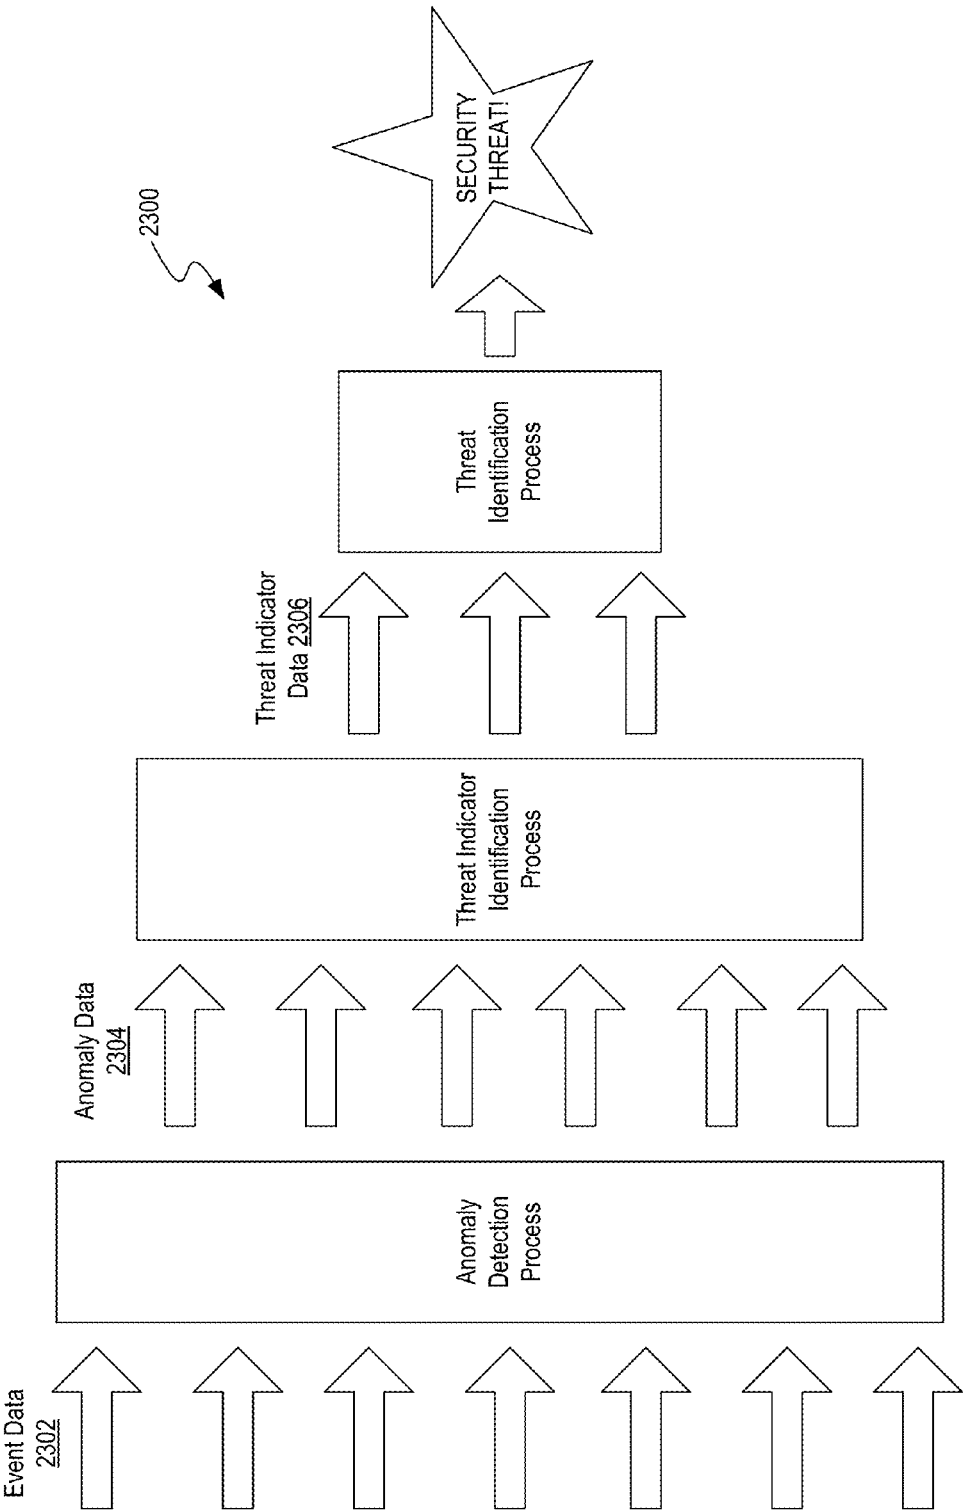 2300
Event Data
2302
Anomaly
Detection
Process
Anomaly Data
2304
Threat Indicator
Identification
Process
Threat Indicator
Data 2306
Threat
Identification
Process
SECURITY
THREAT!